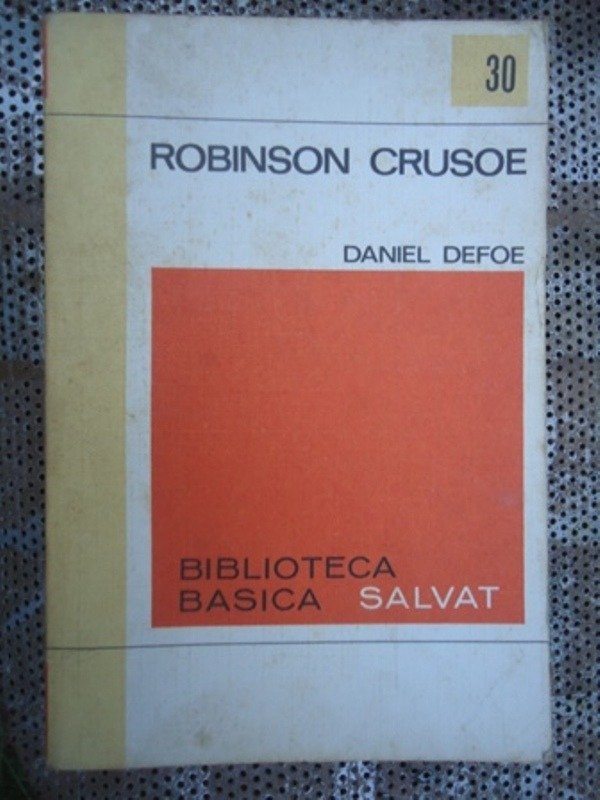 30
ROBINSON CRUSOE
DANIEL DEFOE
BIBLIOTECA
BASICA SALVAT